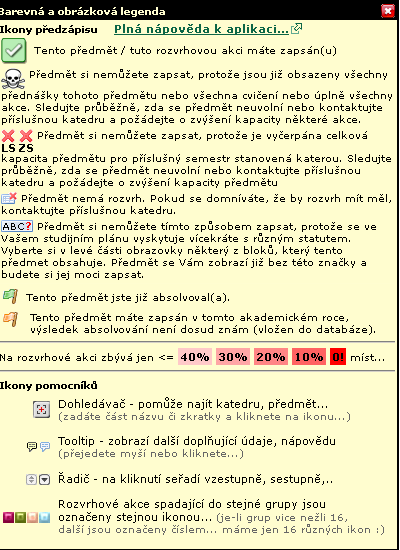 Barevná a obrázková legenda
Ikony předzápisu Plná nápověda k aplikaci...
Tento předmět / tuto rozvrhovou akci máte zapsán(u)
Předmět si nemůžete zapsat, protože jsou již obsazeny všechny
přednášky tohoto předmětu nebo všechna cvičení nebo úplně všechny
akce. Sledujte průběžně, zda se předmět neuvolní nebo kontaktujte
příslušnou katedru a požádejte o zvýšení kapacity některé akce.
Předmět si nemůžete zapsat, protože je vyčerpána celková
LS ZS
kapacita předmětu pro příslušný semestr stanovená katerou. Sledujte
průběžně, zda se předmět neuvolní nebo kontaktujte příslušnou
katedru a požádejte o zvýšení kapacity předmětu
Předmět nemá rozvrh. Pokud se domníváte, že by rozvrh mít měl,
kontaktujte příslušnou katedru.
ABC? Předmět si nemůžete tímto způsobem zapsat, protože se ve
Vašem studijním plánu vyskytuje vícekráte s různým statutem.
Vyberte si v levé části obrazovky některý z bloků, který tento
předmet obsahuje. Předmět se Vám zobrazí již bez této značky a
budete si jej moci zapsat.
Tento předmět jste již absolvoval(a).
Tento předmět máte zapsán v tomto akademickém roce,
výsledek absolvování není dosud znám (vložen do databáze).
Na rozvrhové akci zbývá jen <= 40% 30% 20% 10% 0! míst...
Ikony pomocníků
Dohledávač - pomůže najít katedru, předmět...
(zadáte část názvu či zkratky a kliknete na ikonu...)
Tooltip - zobrazí další doplňující údaje, nápovědu
(přejedete myší nebo kliknete...)
Řadič - na kliknutí seřadí vzestupně, sestupně,..
Rozvrhové akce spadající do stejné grupy jsou
označeny stejnou ikonou... (je-li grup vice nežli 16,
další jsou označeny číslem... máme jen 16 různých ikon :)